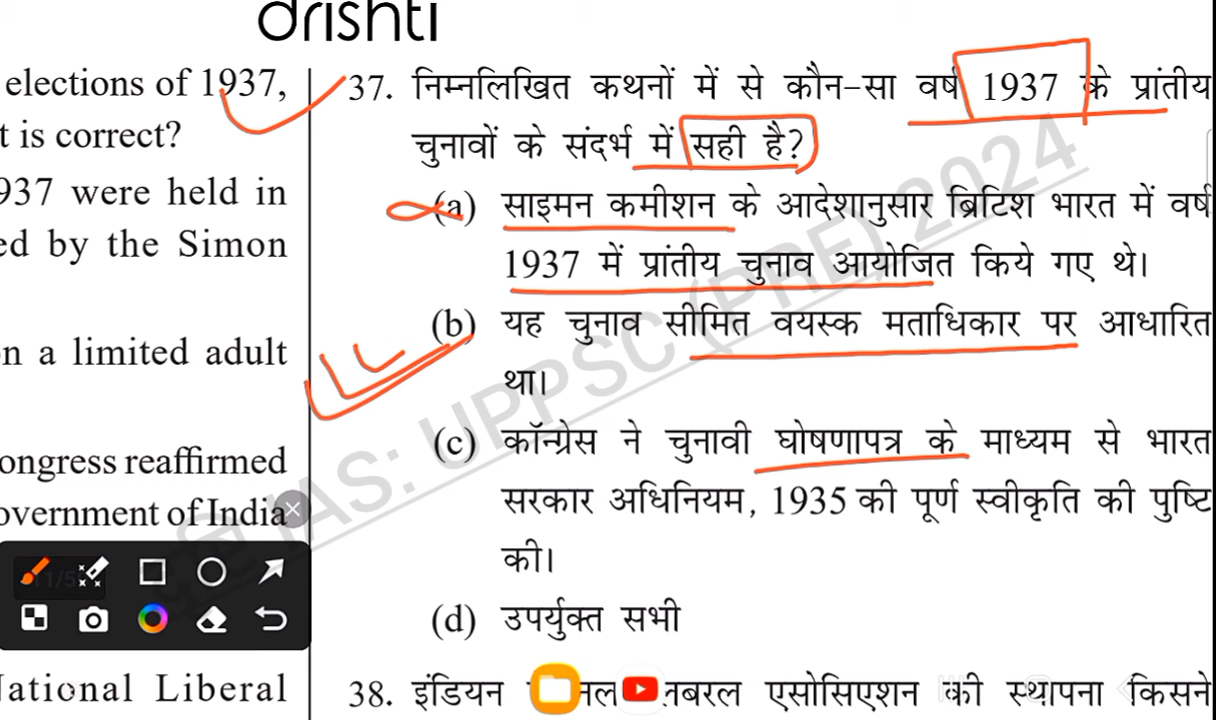 drishti
elections of 1937,
t is correct?
937 were held in
ed by the Simon
n a limited adult
ongress reaffirmed
overnment of India
ational Liberal
37. निम्नलिखित कथनों में से कौन-सा वर्ष 1937 के प्रांतीय
चुनावों के संदर्भ में सही है?
(a) साइमन कमीशन के आदेशानुसार ब्रिटिश भारत में वर्ष
1937 में प्रांतीय चुनाव आयोजित किये गए थे।
(b) यह चुनाव सीमित वयस्क मताधिकार पर आधारित
था।
(c) कॉन्ग्रेस ने चुनावी घोषणापत्र के माध्यम से भारत
सरकार अधिनियम, 1935 की पूर्ण स्वीकृति की पुष्टि
की।
(d) उपर्युक्त सभी
38. इंडियन एसोसिएशन की स्थापना किसने
IAS: UPPSC (PRE) 2024